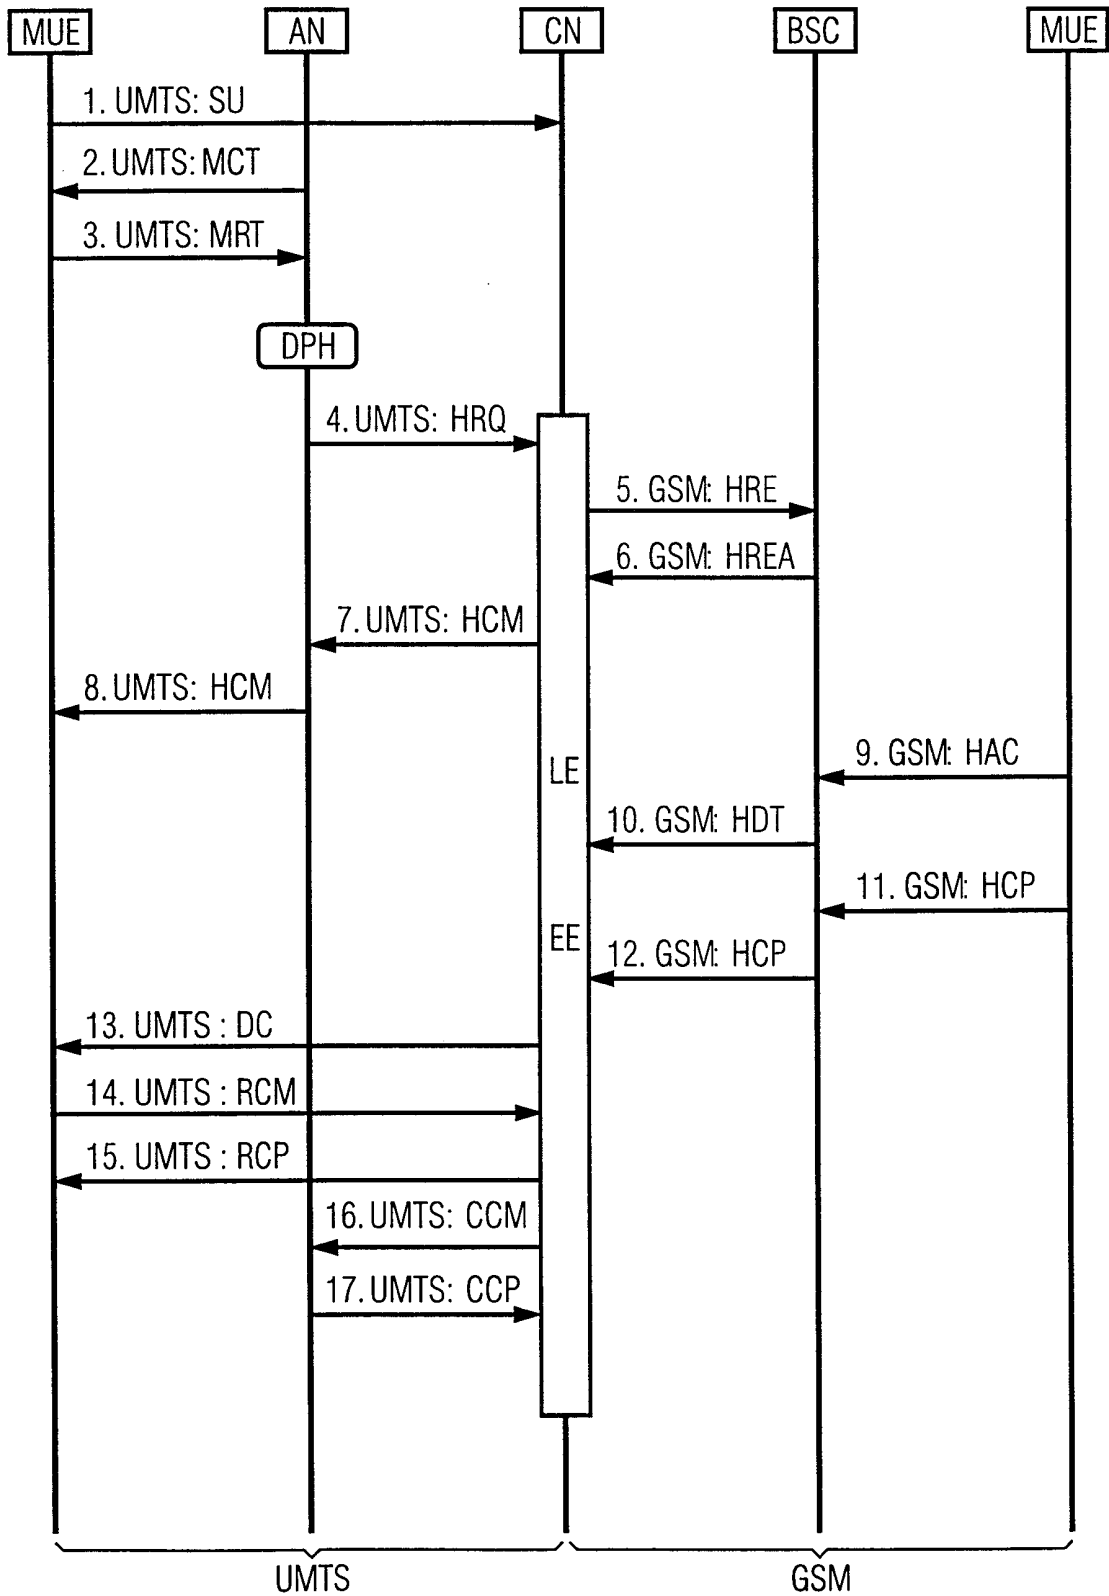 MUE AN CN BSC MUE
1. UMTS: SU
2. UMTS: MCT
3. UMTS: MRT
DPH
4. UMTS: HRQ
5. GSM: HRE
6. GSM: HREA
7. UMTS: HCM
8. UMTS: HCM
LE
9. GSM: HAC
10. GSM: HDT
11. GSM: HCP
EE
12. GSM: HCP
13. UMTS : DC
14. UMTS : RCM
15. UMTS : RCP
16. UMTS: CCM
17. UMTS: CCP
UMTS GSM